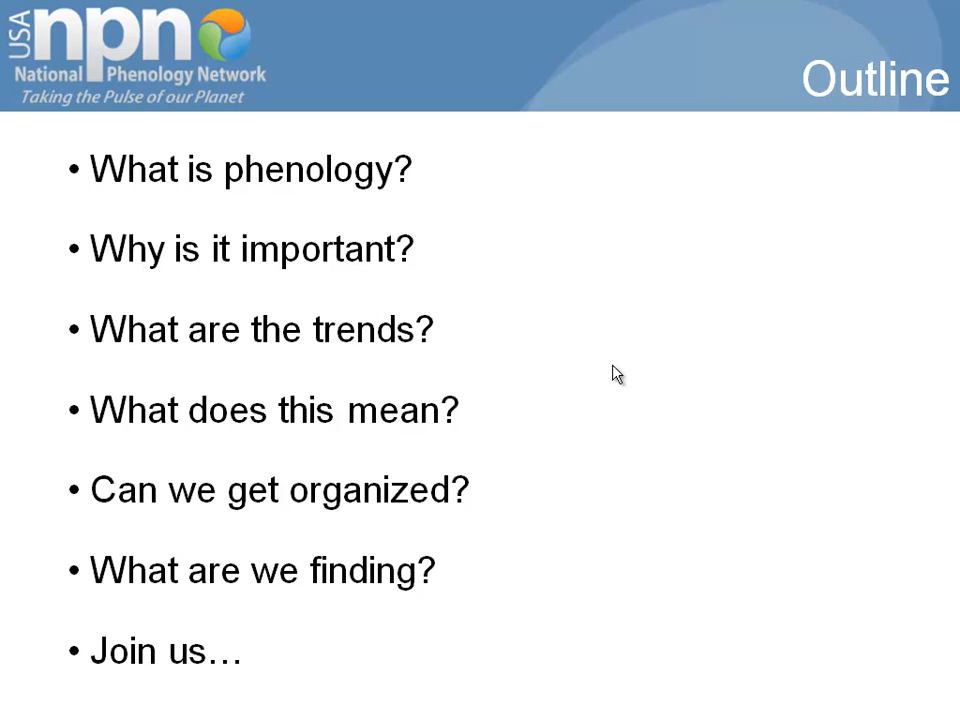 USA
npn
National Phenology Network
Taking the Pulse of our Planet
Outline
• What is phenology?
• Why is it important?
• What are the trends?
• What does this mean?
• Can we get organized?
• What are we finding?
• Join us…